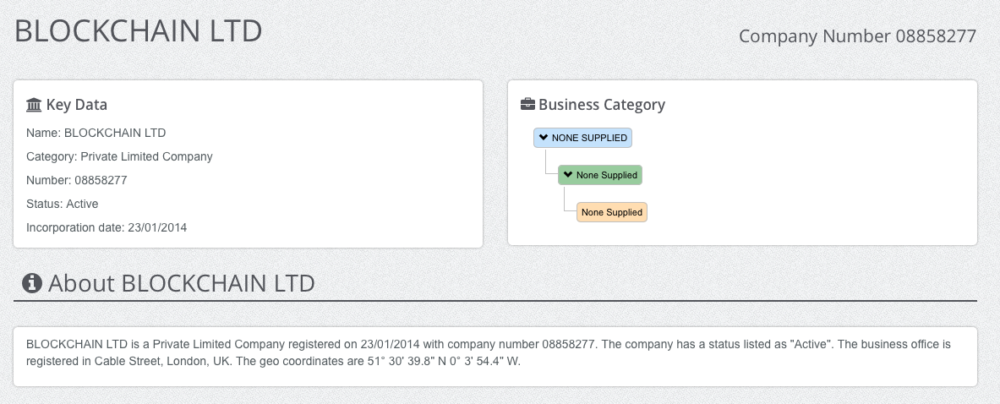 BLOCKCHAIN LTD
Company Number 08858277
Key Data
Name: BLOCKCHAIN LTD
Category: Private Limited Company
Number: 08858277
Status: Active
Incorporation date: 23/01/2014
Business Category
NONE SUPPLIED
None Supplied
None Supplied
About BLOCKCHAIN LTD
BLOCKCHAIN LTD is a Private Limited Company registered on 23/01/2014 with company number 08858277. The company has a status listed as "Active". The business office is
registered in Cable Street, London, UK. The geo coordinates are 51° 30' 39.8" N 0° 3' 54.4" W.